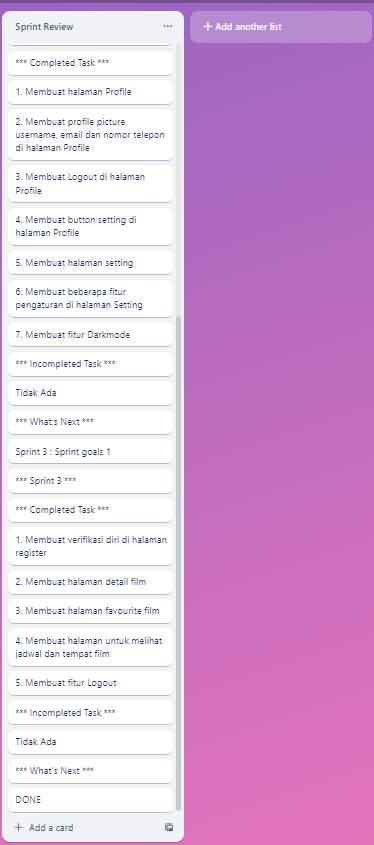 Sprint Review
Add another list
*** Completed Task ***
1. Membuat halaman Profile
2. Membuat profile picture,
username, email dan nomor telepon
di halaman Profile
3. Membuat Logout di halaman
Profile
4. Membuat button setting di
halaman Profile
5. Membuat halaman setting
6. Membuat beberapa fitur
pengaturan di halaman Setting
7. Membuat fitur Darkmode
*** Incompleted Task ***
Tidak Ada
*** What;s Next ***
Sprint 3 : Sprint goals 1
*** Sprint 3 ***
*** Completed Task ***
1. Membuat verifikasi diri di halaman
register
2. Membuat halaman detail film
3. Membuat halaman favourite film
4. Membuat halaman untuk melihat
jadwal dan tempat film
5. Membuat fitur Logout
*** Incompleted Task ***
Tidak Ada
*** What's Next ***
DONE
Add a card